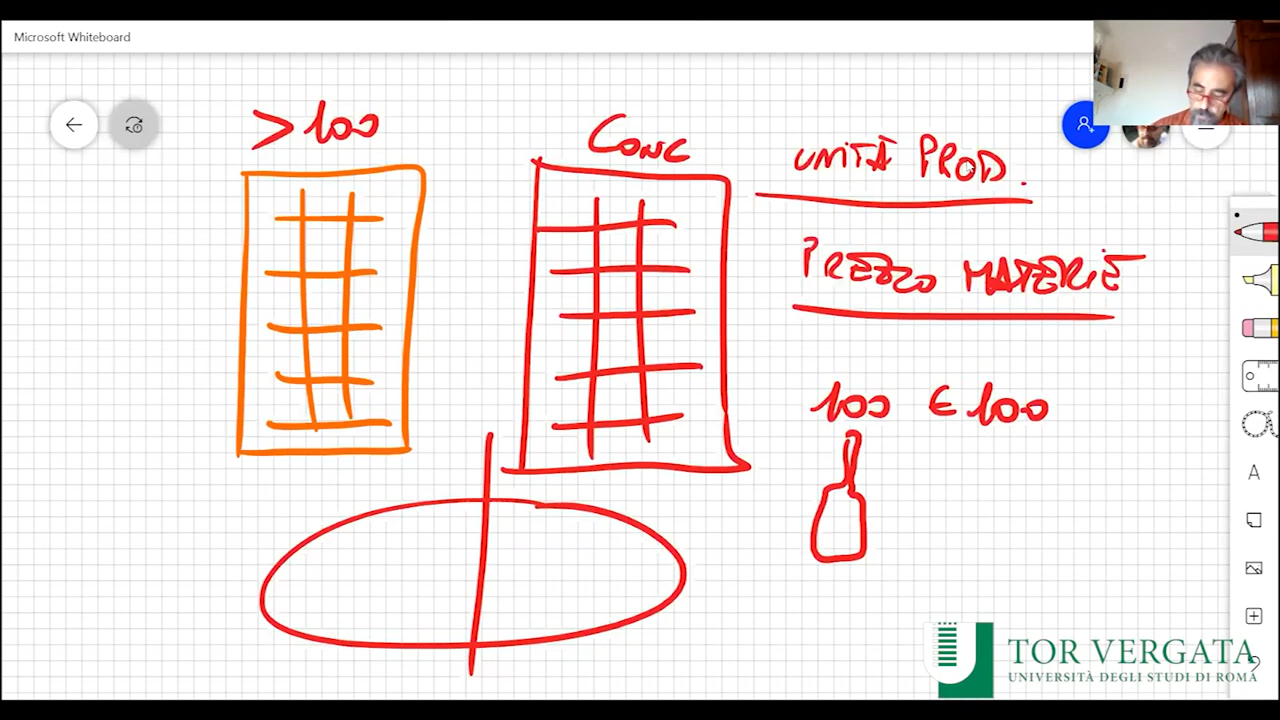 Microsoft Whiteboard
>100
CONC
UNITÀ PROD.
PREZZO MATERIE
100 € 100
A
TOR VERGATA
UNIVERSITÀ DEGLI STUDI DI ROMA